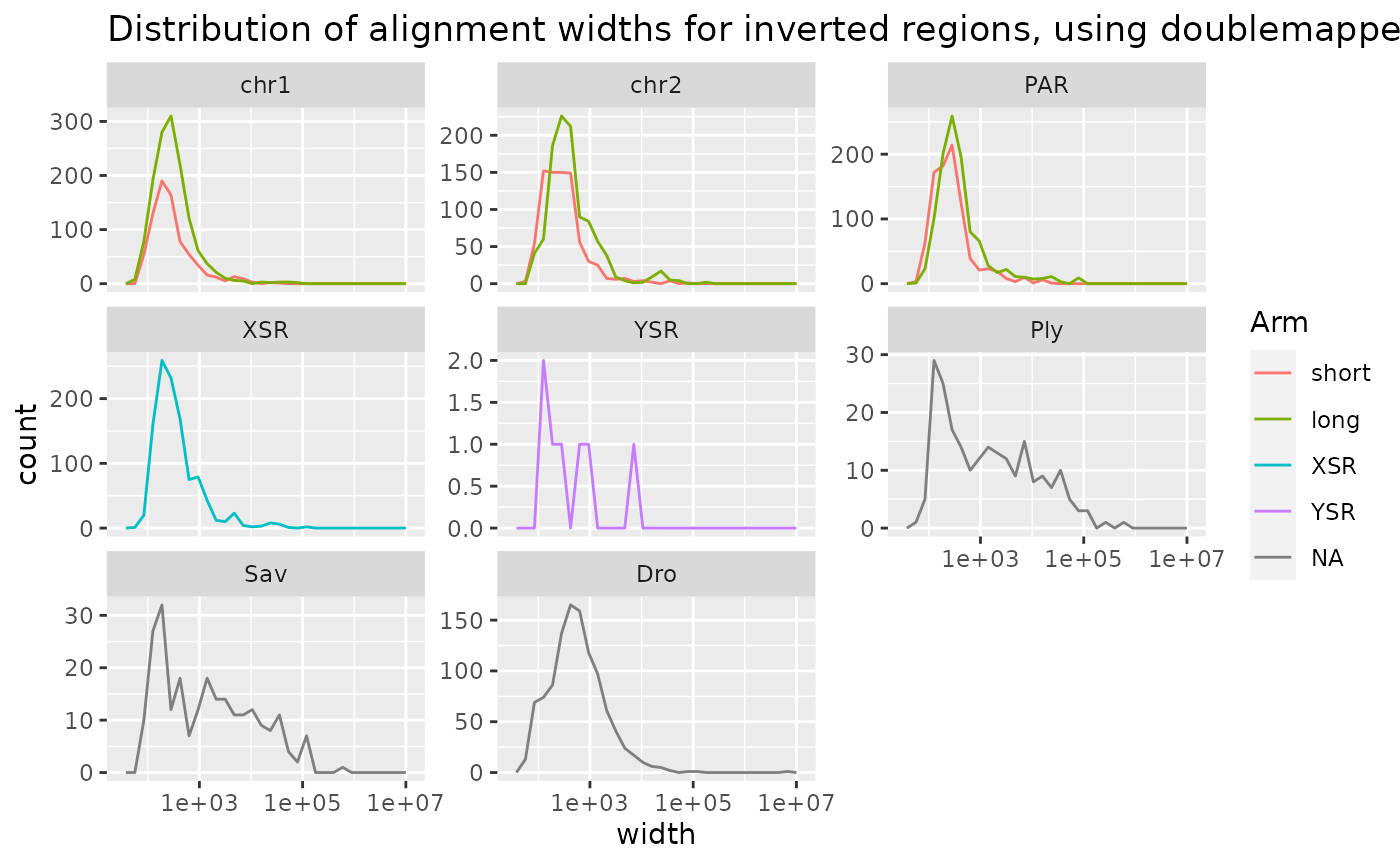 Distribution of alignment widths for inverted regions, using doublemappe
chr1 chr2 PAR
300
200
100
0
200
150
100
50
0
200
100
0
XSR YSR Ply
200
100
0
2.0
1.5
1.0
0.5
0.0
30
20
10
0
1e+03 1e+05 1e+07
Sav Dro
30
20
10
0
150
100
50
0
1e+03 1e+05 1e+07
1e+03 1e+05 1e+07
width
count
Arm
short
long
XSR
YSR
NA